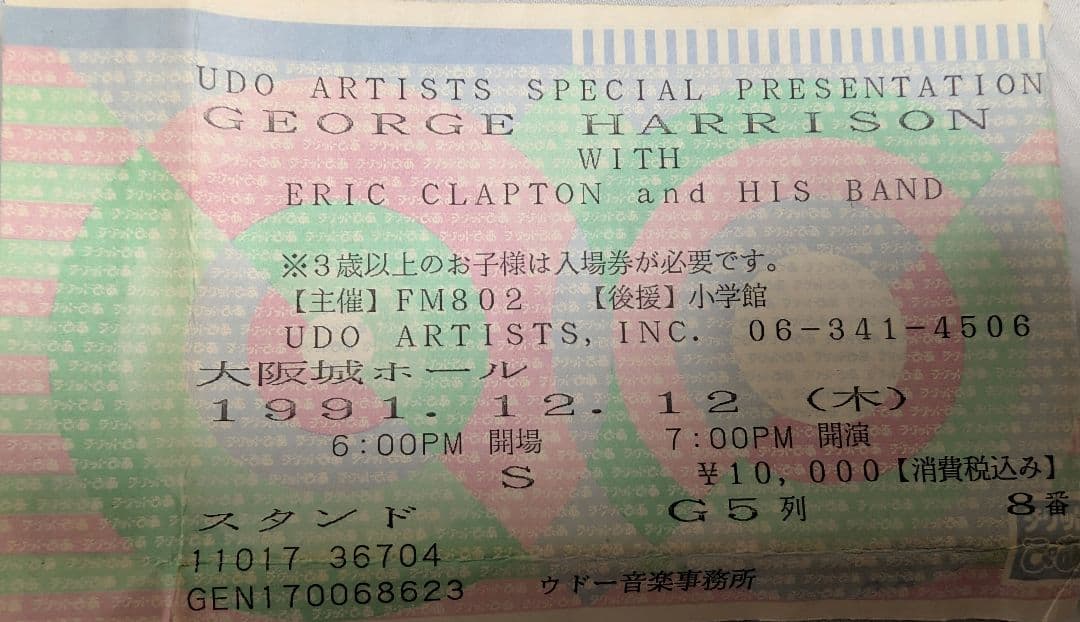 UDO ARTISTS SPECIAL PRESENTATION
GEORGE HARRISON
WITH
ERIC CLAPTON and HIS BAND
※3歳以上のお子様は入場券が必要です。
【主催】FM802 【後援】小学館
UDO ARTISTS, INC. 06-341-4506
大阪城ホール
1991. 12. 12 (木)
6:00PM 開場 7:00PM 開演
S ¥10,000【消費税込み】
スタンド G5列 8番
11017 36704
GEN170068623 ウドー音楽事務所